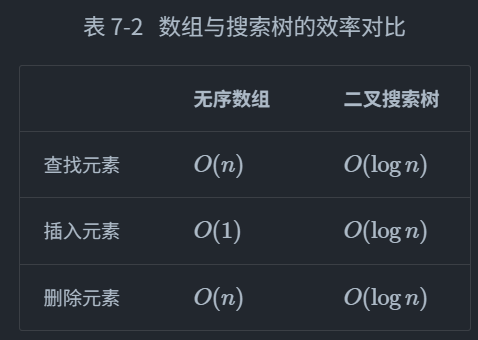 表 7-2 数组与搜索树的效率对比
无序数组 二叉搜索树
查找元素 O(n) O(log n)
插入元素 O(1) O(log n)
删除元素 O(n) O(log n)